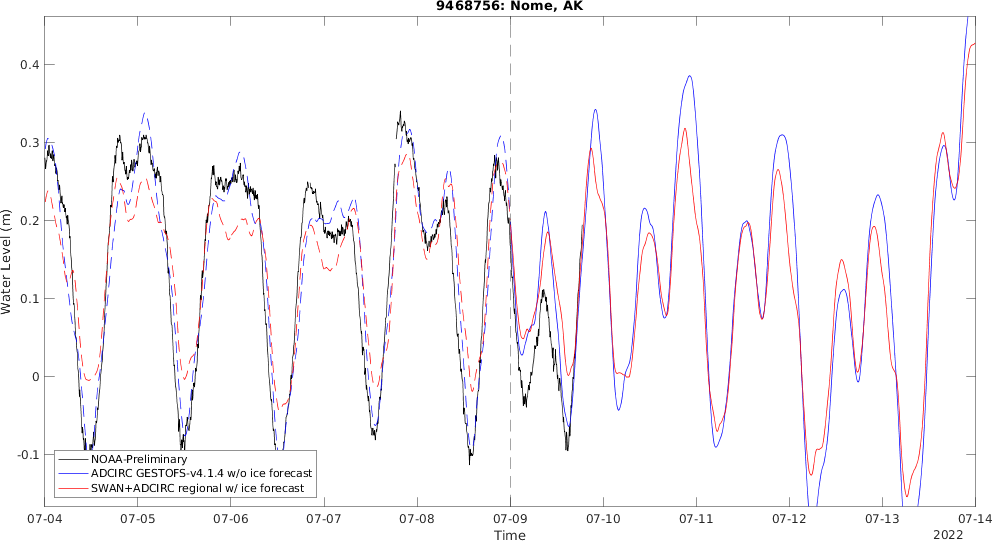 9468756: Nome, AK
Water Level (m)
0.4
0.3
0.2
0.1
0
-0.1
NOAA-Preliminary
ADCIRC GESTOFS-v4.1.4 w/o ice forecast
SWAN+ADCIRC regional w/ ice forecast
07-04 07-05 07-06 07-07 07-08 07-09 07-10 07-11 07-12 07-13 07-14
Time
2022